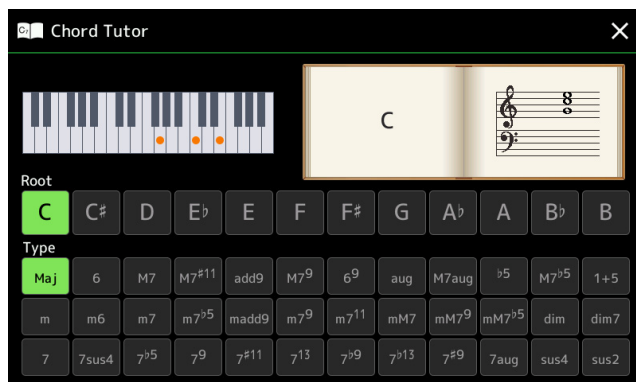 C7 Chord Tutor
C
Root
C C♯ D E♭ E F F♯ G A♭ A B♭ B
Type
Maj 6 M7 M7♯11 add9 M79 69 aug M7aug ♭5 M7♭5 1+5
m m6 m7 m7♭5 madd9 m79 m711 mM7 mM79 mM7♭5 dim dim7
7 7sus4 7♭5 79 7♯11 713 7♭9 7♭13 7♯9 7aug sus4 sus2